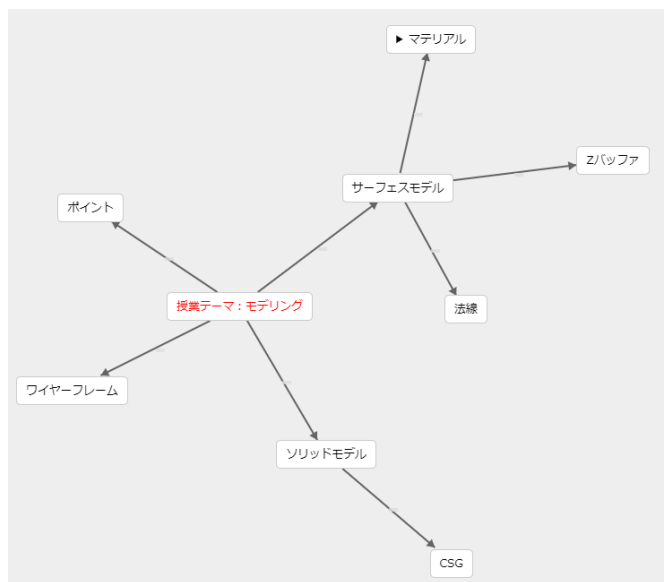 ▶ マテリアル
Zバッファ
サーフェスモデル
ポイント
授業テーマ：モデリング
法線
ワイヤーフレーム
ソリッドモデル
CSG